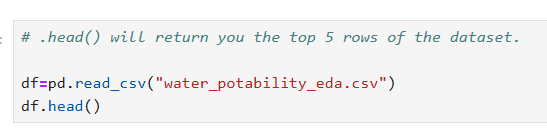 # .head() will return you the top 5 rows of the dataset.
df=pd.read_csv("water_potability_eda.csv")
df.head()